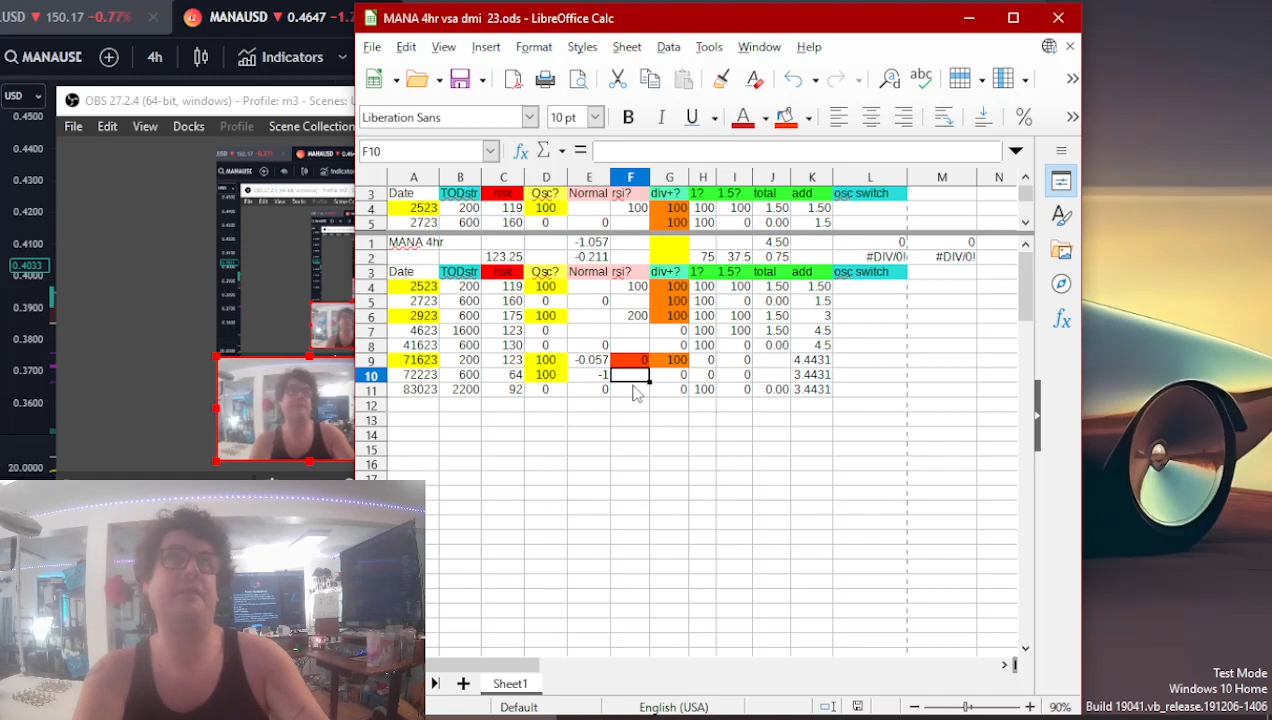 LSD 150.17 -0.77% MANAUSD 0.4647 -1.
MANAUSD 4h Indicators
USD
0.4500
0.4400
0.4300
0.4200
0.4100
0.4033
0.4000
0.3900
0.3800
0.3700
0.3600
20.0000
OBS 27.2.4 (64-bit, windows) - Profile: m3 - Scenes: U
File Edit View Docks Profile Scene Collection
MANA 4hr vsa dmi 23.ods - LibreOffice Calc
File Edit View Insert Format Styles Sheet Data Tools Window Help
Liberation Sans 10 pt
F10
A B C D E F G H I J K L M N
3 Date TODstr risk Osc? Normal rsi? div+? 1? 1.5? total add osc switch
4 2523 200 119 100 100 100 100 100 1.50 1.50
5 2723 600 160 0 0 100 100 100 0.00 1.5
1 MANA 4hr -1.057 4.50 0 0
2 123.25 -0.211 75 37.5 0.75 #DIV/0! #DIV/0!
3 Date TODstr risk Osc? Normal rsi? div+? 1? 1.5? total add osc switch
4 2523 200 119 100 100 100 100 100 1.50 1.50
5 2723 600 160 0 0 100 100 100 0.00 1.5
6 2923 600 175 100 200 100 100 100 1.50 3
7 4623 1600 123 0 0 100 100 1.50 4.5
8 41623 600 130 0 0 100 0 0.00 4.5
9 71623 200 123 100 -0.057 0 100 0 0 4.4431
10 72223 600 64 100 -1 0 0 0 3.4431
11 83023 2200 92 0 0 0 100 0 0.00 3.4431
12
13
14
15
16
17
Sheet1
Default English (USA) 90%
Test Mode
Windows 10 Home
Build 19041.vb_release.191206-1406